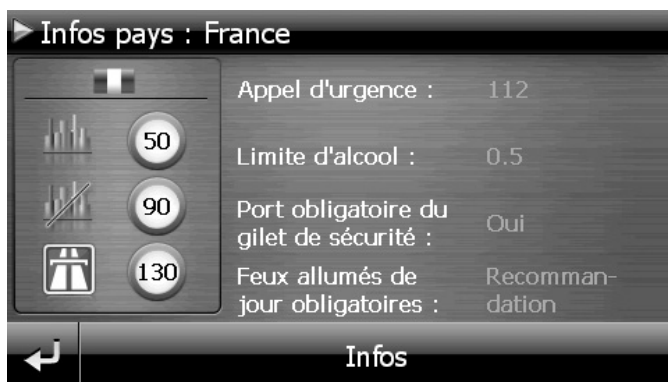 Infos pays : France
50
90
130
Appel d'urgence : 112
Limite d'alcool : 0.5
Port obligatoire du
gilet de sécurité : Oui
Feux allumés de Recomman-
jour obligatoires : dation
Infos